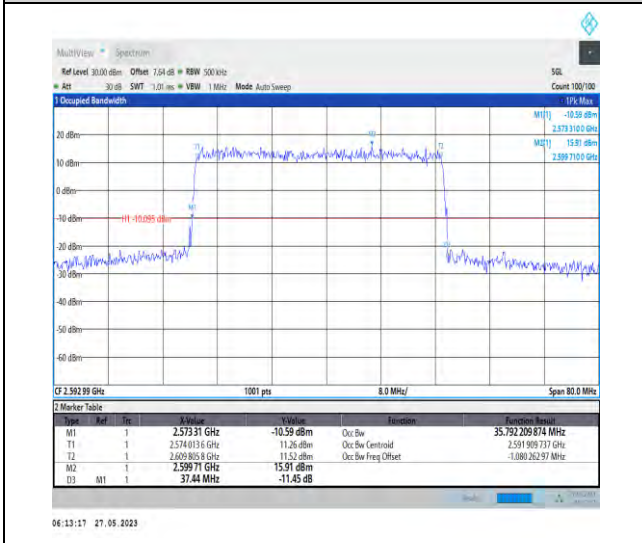 MultiView Spectrum
Ref Level 30.00 dBm Offset 7.64 dB RBW 500 kHz SGL
Att 30 dB SWT 1.01 ms VBW 1 MHz Mode Auto Sweep Count 100/100
1 Occupied Bandwidth 1Pk Max
M1[1] -10.59 dBm
2.573 310 0 GHz
M2[1] 15.91 dBm
2.599 710 0 GHz
20 dBm
T1 M2 T2
10 dBm
0 dBm
M1
-10 dBm H1 -10.095 dBm
-20 dBm
-30 dBm
-40 dBm
-50 dBm
-60 dBm
CF 2.592 99 GHz 1001 pts 8.0 MHz/ Span 80.0 MHz
2 Marker Table
Type Ref Trc X-Value Y-Value Function Function Result
M1 1 2.573 31 GHz -10.59 dBm Occ Bw 35.792 209 874 MHz
T1 1 2.574 013 6 GHz 11.26 dBm Occ Bw Centroid 2.591 909 737 GHz
T2 1 2.609 805 8 GHz 11.52 dBm Occ Bw Freq Offset -1.080 262 97 MHz
M2 1 2.599 71 GHz 15.91 dBm
D3 M1 1 37.44 MHz -11.45 dB
06:13:17 27.05.2023